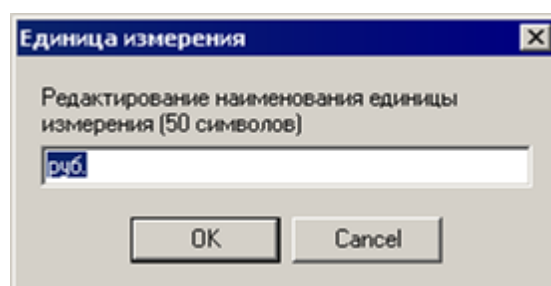 Единица измерения
Редактирование наименования единицы
измерения (50 символов)
руб.
OK
Cancel